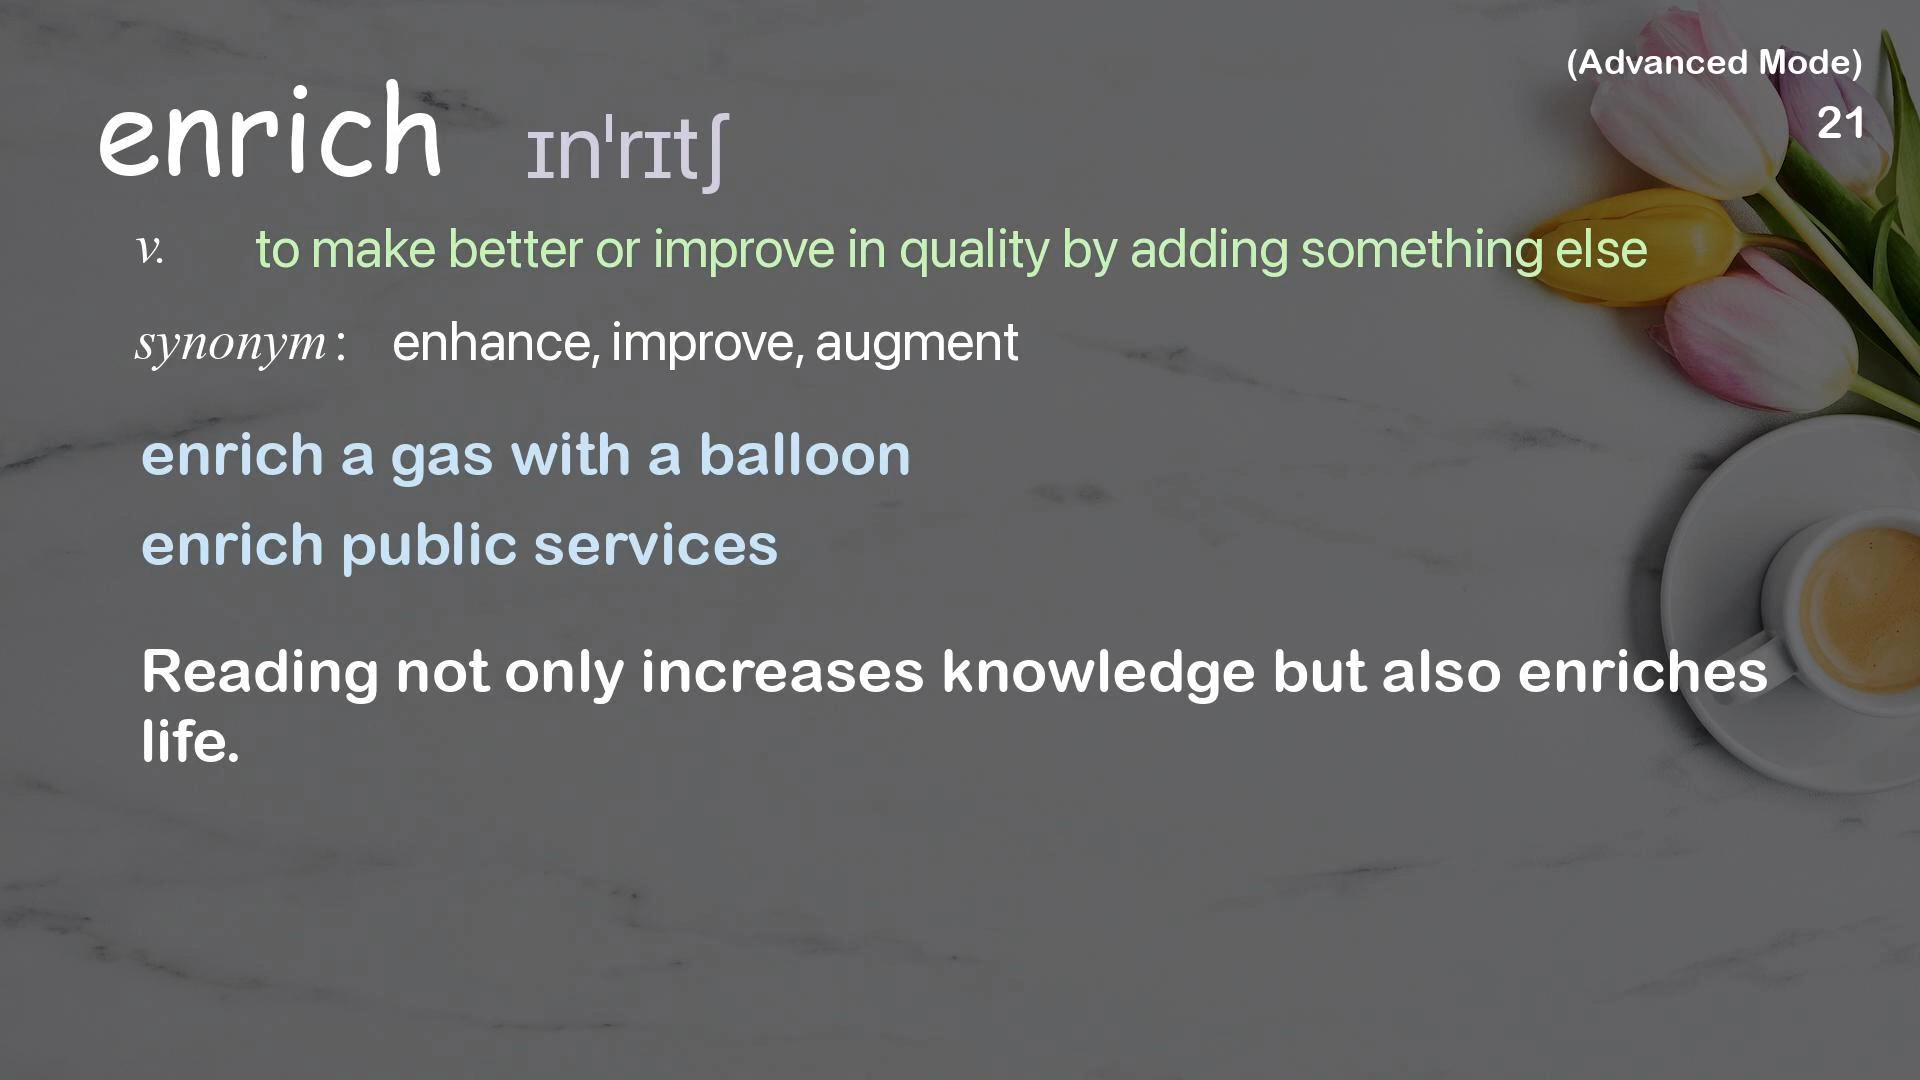 (Advanced Mode)
21
enrich ɪnˈrɪtʃ
v. to make better or improve in quality by adding something else
synonym : enhance, improve, augment
enrich a gas with a balloon
enrich public services
Reading not only increases knowledge but also enriches
life.